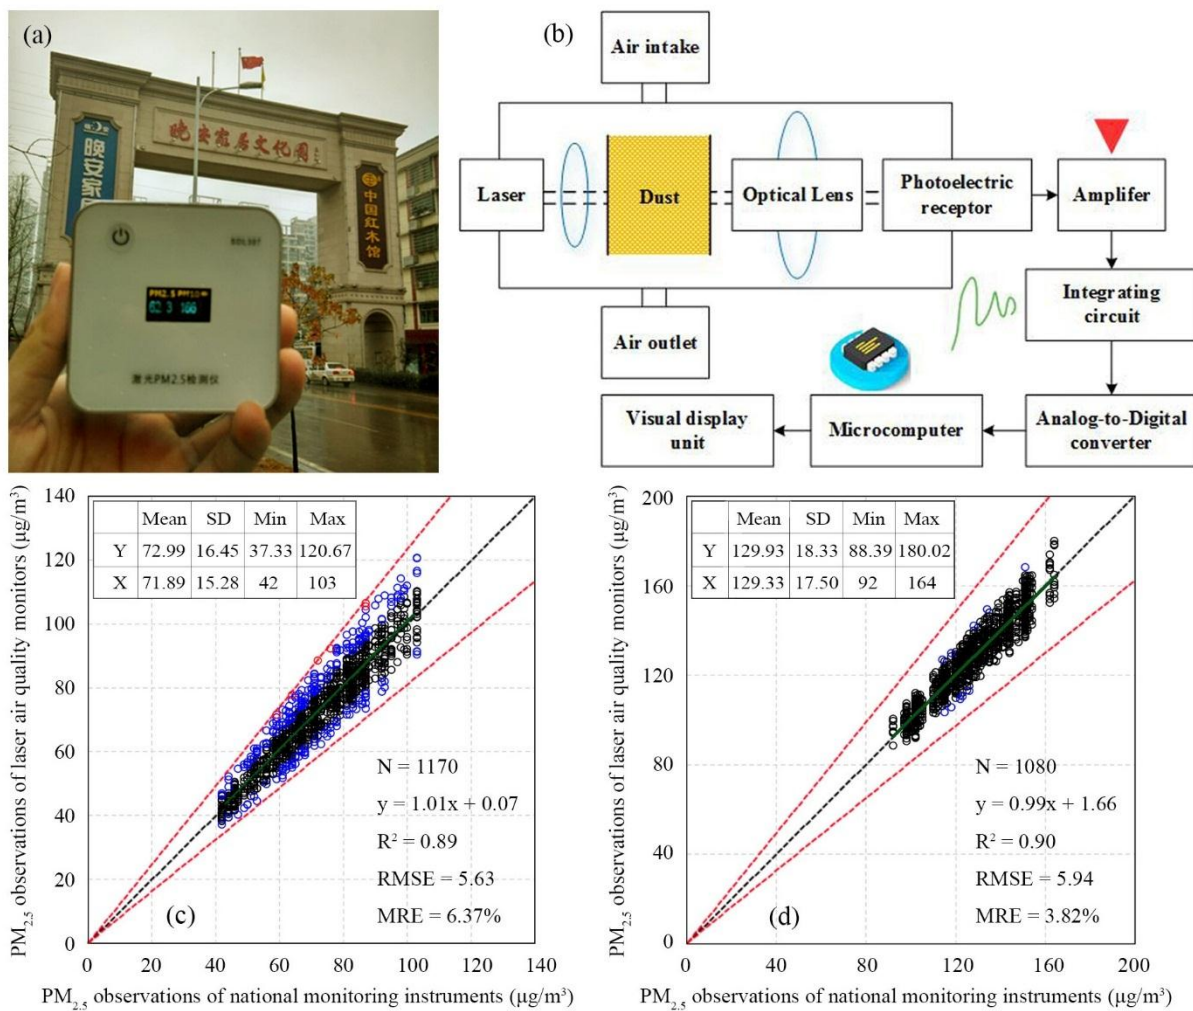 (a)
晚安家居文化园
晚安家居
中国红木馆
PM2.5 PM10
激光PM2.5检测仪
(b)
Air intake
Laser
Dust
Optical Lens
Photoelectric
receptor
Amplifer
Integrating
circuit
Air outlet
Visual display
unit
Microcomputer
Analog-to-Digital
converter
PM2.5 observations of laser air quality monitors (μg/m³)
140
120
100
80
60
40
20
0
Mean SD Min Max
Y 72.99 16.45 37.33 120.67
X 71.89 15.28 42 103
N = 1170
y = 1.01x + 0.07
R² = 0.89
RMSE = 5.63
MRE = 6.37%
(c)
0 20 40 60 80 100 120 140
PM2.5 observations of national monitoring instruments (μg/m³)
PM2.5 observations of laser air quality monitors (μg/m³)
200
160
120
80
40
0
Mean SD Min Max
Y 129.93 18.33 88.39 180.02
X 129.33 17.50 92 164
N = 1080
y = 0.99x + 1.66
R² = 0.90
RMSE = 5.94
MRE = 3.82%
(d)
0 40 80 120 160 200
PM2.5 observations of national monitoring instruments (μg/m³)